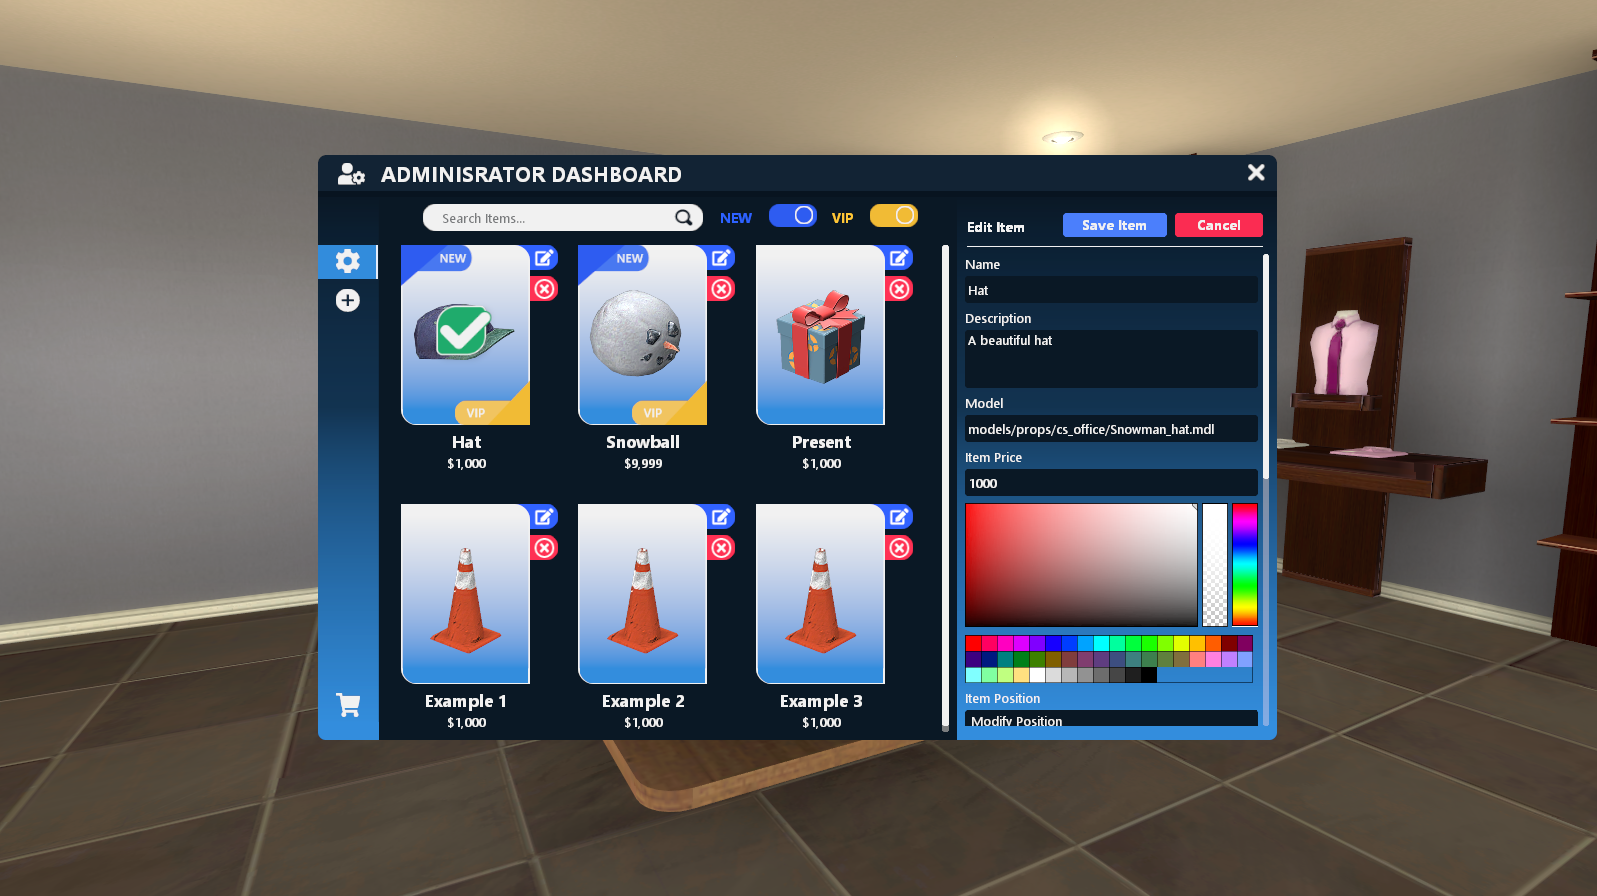 ADMINISRATOR DASHBOARD
Search Items...
NEW
VIP
NEW
VIP
Hat
$1,000
NEW
VIP
Snowball
$9,999
Present
$1,000
Example 1
$1,000
Example 2
$1,000
Example 3
$1,000
Edit Item
Save Item
Cancel
Name
Hat
Description
A beautiful hat
Model
models/props/cs_office/Snowman_hat.mdl
Item Price
1000
Item Position
Modify Position